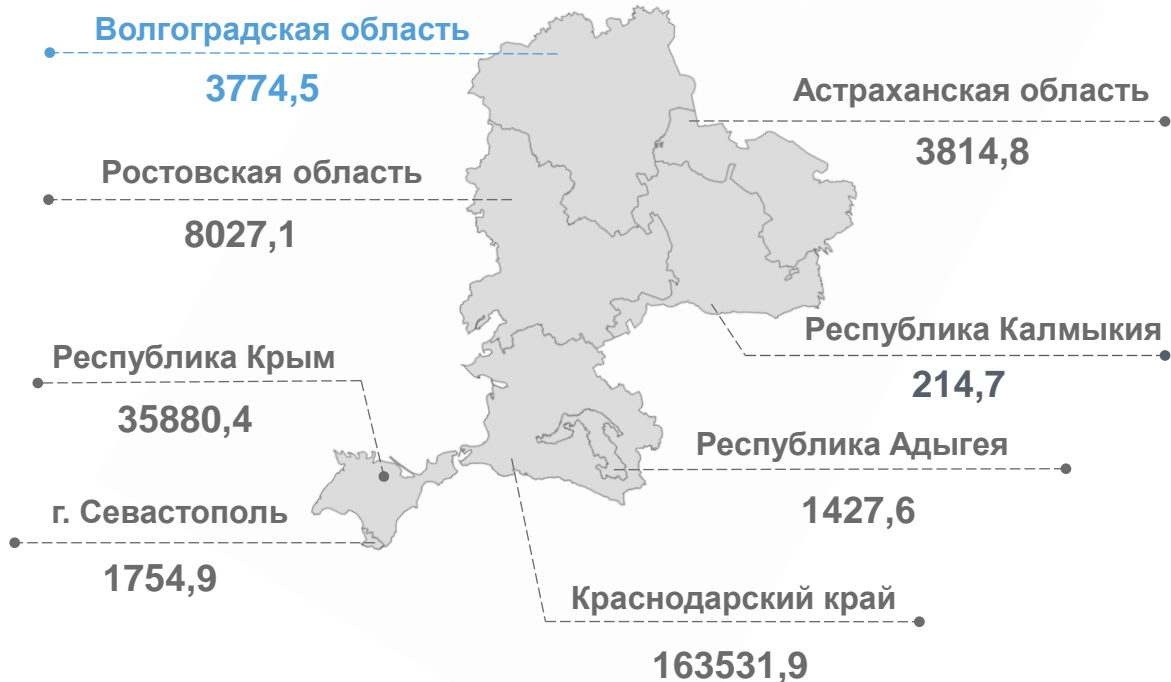 Волгоградская область
3774,5
Астраханская область
3814,8
Ростовская область
8027,1
Республика Калмыкия
214,7
Республика Крым
35880,4
Республика Адыгея
1427,6
г. Севастополь
1754,9
Краснодарский край
163531,9